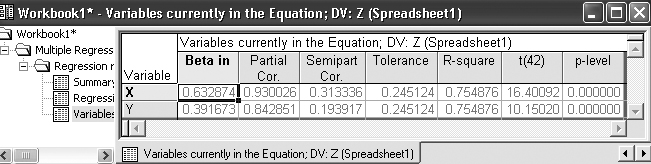 Workbook1* - Variables currently in the Equation; DV: Z (Spreadsheet1)
Workbook1*
Multiple Regres
Regression r
Summary
Regressi
Variables
Variables currently in the Equation; DV: Z (Spreadsheet1)
Variable Beta in Partial Cor. Semipart Cor. Tolerance R-square t(42) p-level
X 0.632874 0.930026 0.313336 0.245124 0.754876 16.40092 0.000000
Y 0.391673 0.842851 0.193917 0.245124 0.754876 10.15020 0.000000
Variables currently in the Equation; DV: Z (Spreadsheet1)